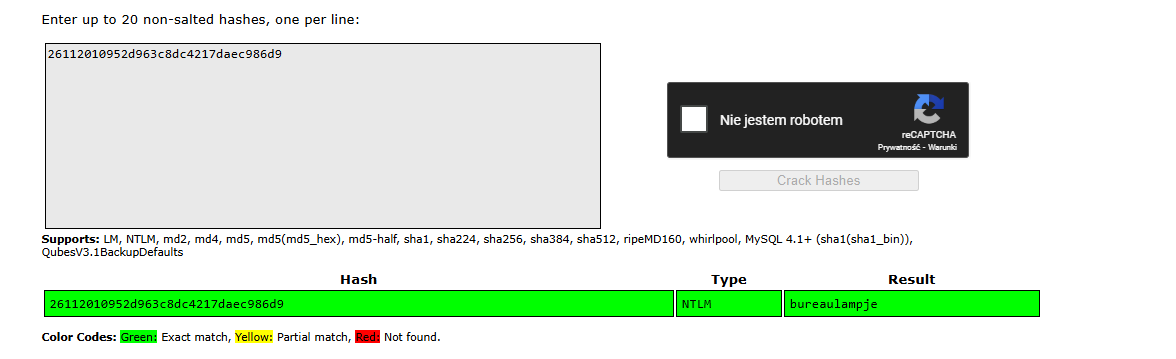 Enter up to 20 non-salted hashes, one per line:
26112010952d963c8dc4217daec986d9
Nie jestem robotem
reCAPTCHA
Prywatność - Warunki
Crack Hashes
Supports: LM, NTLM, md2, md4, md5, md5(md5_hex), md5-half, sha1, sha224, sha256, sha384, sha512, ripeMD160, whirlpool, MySQL 4.1+ (sha1(sha1_bin)),
QubesV3.1BackupDefaults
Hash Type Result
26112010952d963c8dc4217daec986d9 NTLM bureaulampje
Color Codes: Green: Exact match, Yellow: Partial match, Red: Not found.